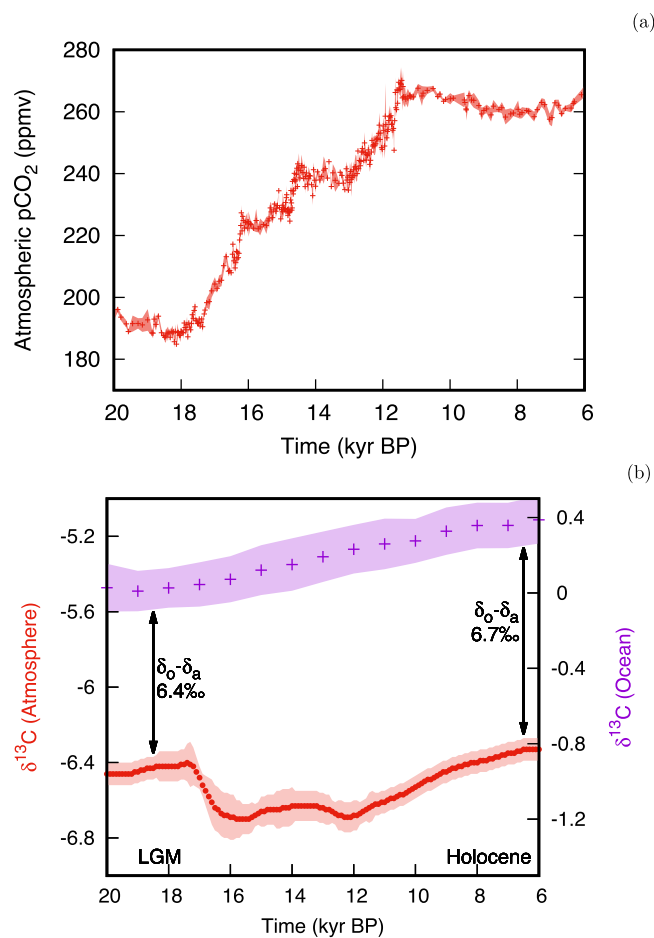 (a)
280
260
240
220
200
180
Atmospheric pCO₂ (ppmv)
20 18 16 14 12 10 8 6
Time (kyr BP)
(b)
-5.2
-5.6
-6
-6.4
-6.8
δ¹³C (Atmosphere)
0.4
0
-0.4
-0.8
-1.2
δ¹³C (Ocean)
δₒ-δₐ
6.4‰
δₒ-δₐ
6.7‰
LGM
Holocene
20 18 16 14 12 10 8 6
Time (kyr BP)